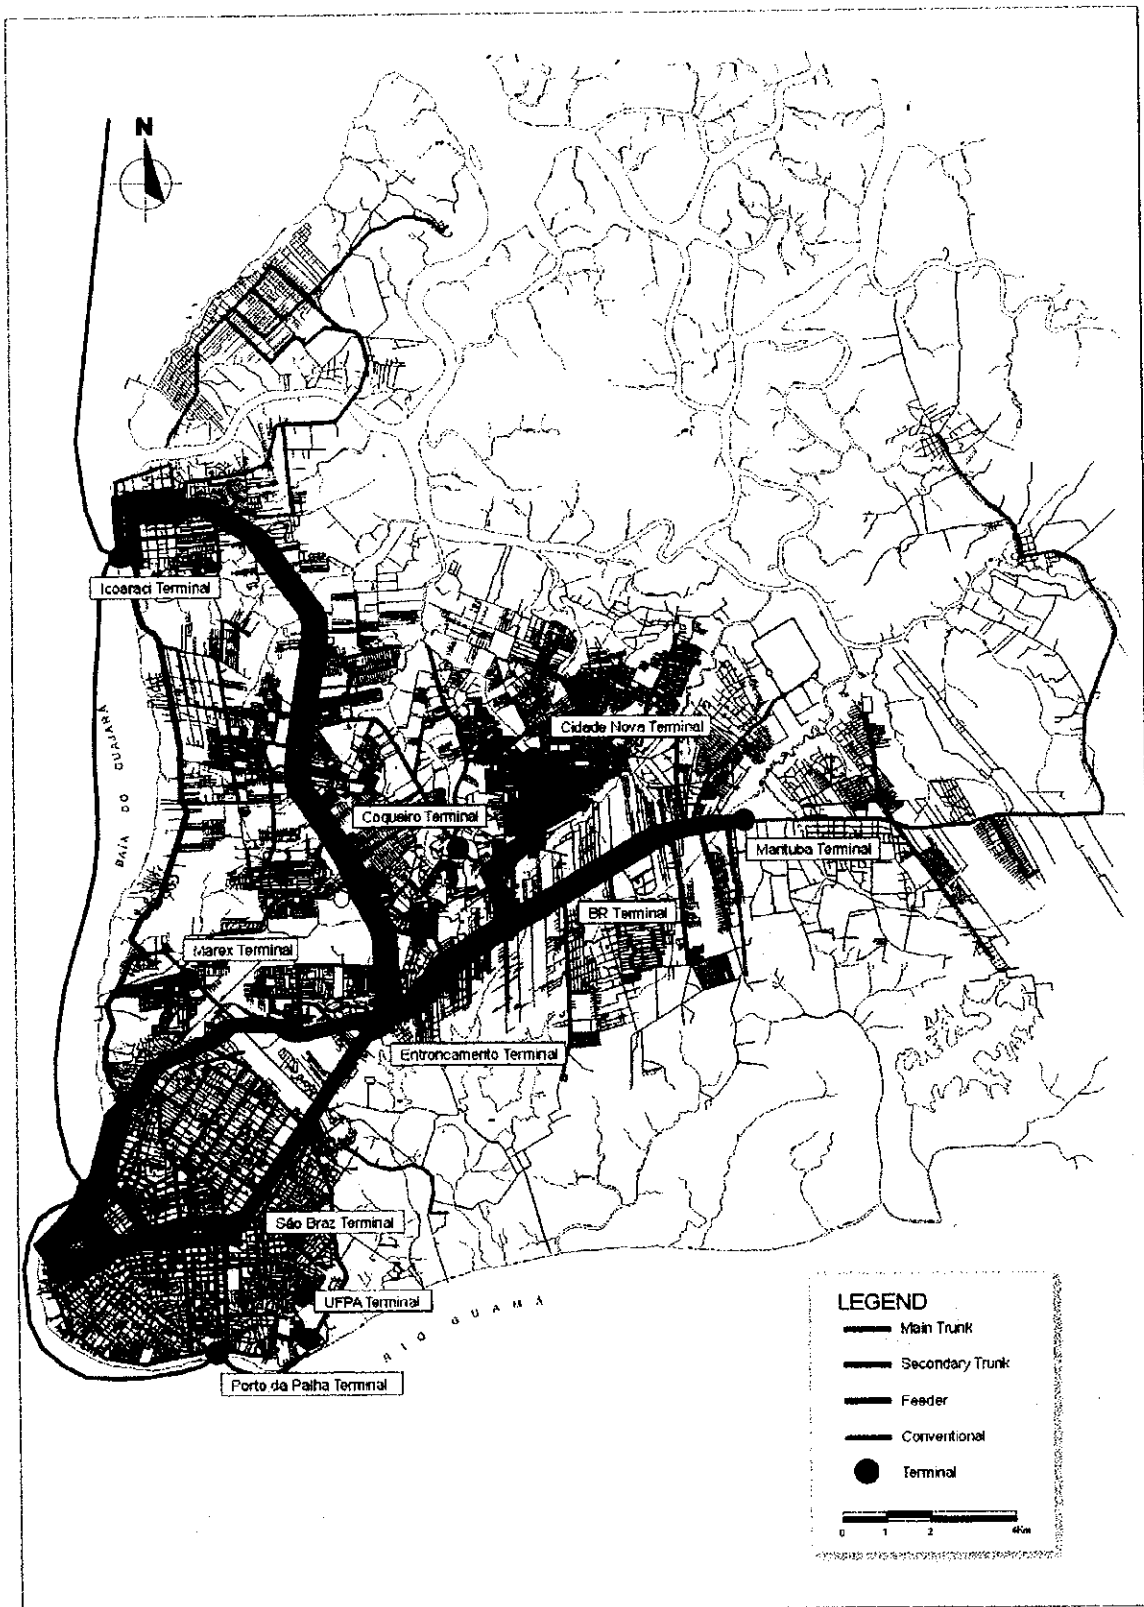 N
Icoaraci Terminal
Cidade Nova Terminal
BAÍA DO GUAJARÁ
Coqueiro Terminal
Marituba Terminal
BR Terminal
Marex Terminal
Entroncamento Terminal
São Braz Terminal
UFPA Terminal
RIO GUAMÁ
Porto da Palha Terminal
LEGEND
Main Trunk
Secondary Trunk
Feeder
Conventional
Terminal
0 1 2 4Km